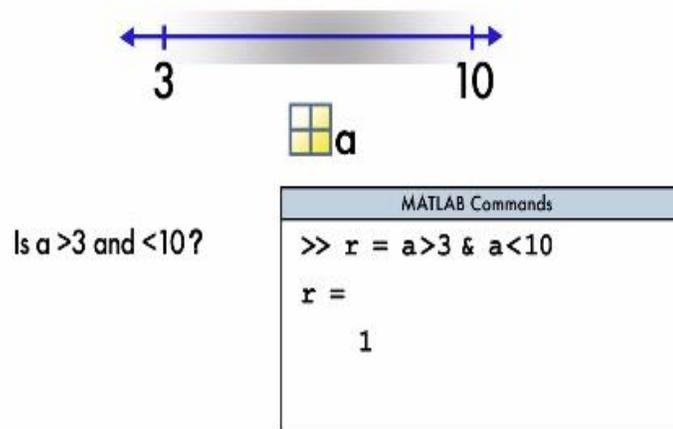 3 10
a
MATLAB Commands
Is a >3 and <10?
>> r = a>3 & a<10
r =
1